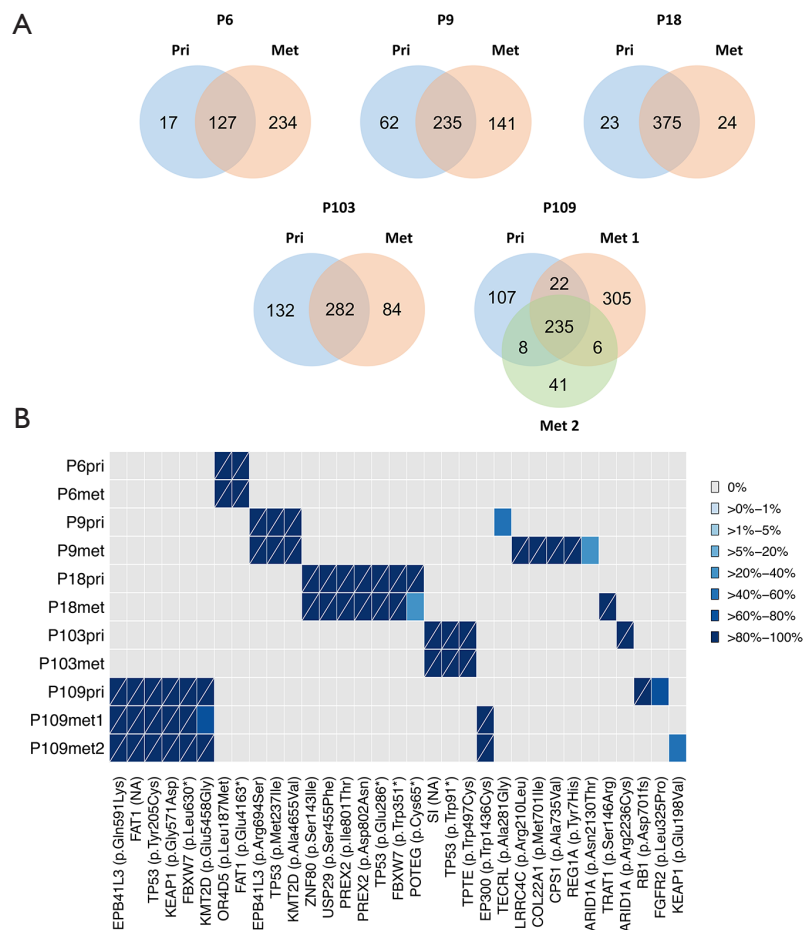 A
P6
Pri Met
17 127 234
P9
Pri Met
62 235 141
P18
Pri Met
23 375 24
P103
Pri Met
132 282 84
P109
Pri Met 1
107 22 305
235
8 6
41
Met 2
B
P6pri
P6met
P9pri
P9met
P18pri
P18met
P103pri
P103met
P109pri
P109met1
P109met2
0%
>0%–1%
>1%–5%
>5%–20%
>20%–40%
>40%–60%
>60%–80%
>80%–100%
EPB41L3 (p.Gln591Lys)
FAT1 (NA)
TP53 (p.Tyr205Cys)
KEAP1 (p.Gly571Asp)
FBXW7 (p.Leu630*)
KMT2D (p.Glu5458Gly)
OR4D5 (p.Leu187Met)
FAT1 (p.Glu4163*)
EPB41L3 (p.Arg694Ser)
TP53 (p.Met237Ile)
KMT2D (p.Ala4655Val)
ZNF80 (p.Ser143Ile)
USP29 (p.Ser455Phe)
PREX2 (p.Ile801Thr)
PREX2 (p.Asp802Asn)
TP53 (p.Glu286*)
FBXW7 (p.Trp351*)
POTEG (p.Cys65*)
SI (NA)
TP53 (p.Trp91*)
TPTE (p.Trp497Cys)
EP300 (p.Trp1436Cys)
TECRL (p.Ala281Gly)
LRRC4C (p.Arg210Leu)
COL22A1 (p.Met701Ile)
CPS1 (p.Ala735Val)
REG1A (p.Tyr7His)
ARID1A (p.Asn2130Thr)
TRAT1 (p.Ser146Arg)
ARID1A (p.Arg2236Cys)
RB1 (p.Asp701fs)
FGFR2 (p.Leu325Pro)
KEAP1 (p.Glu198Val)